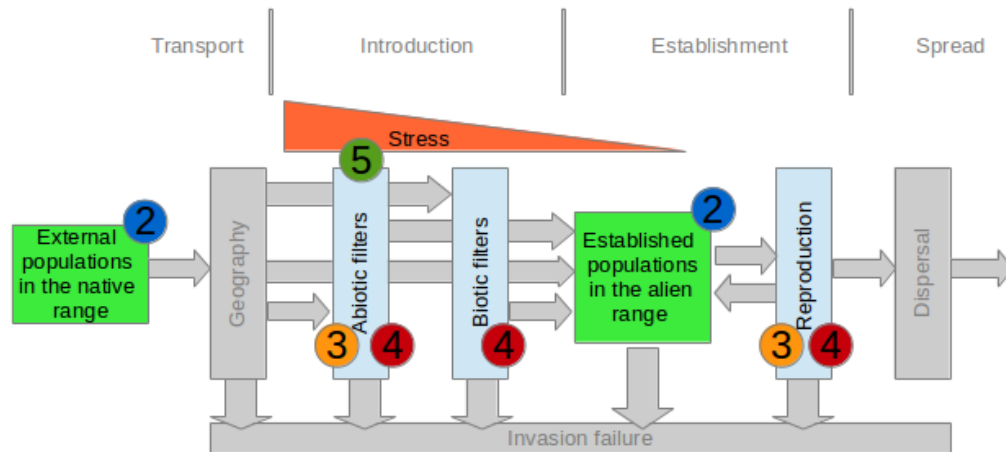 Transport
Introduction
Establishment
Spread
Stress
5
2
2
External
populations
in the native
range
Geography
Abiotic filters
Biotic filters
Established
populations
in the alien
range
Reproduction
Dispersal
3
4
4
3
4
Invasion failure